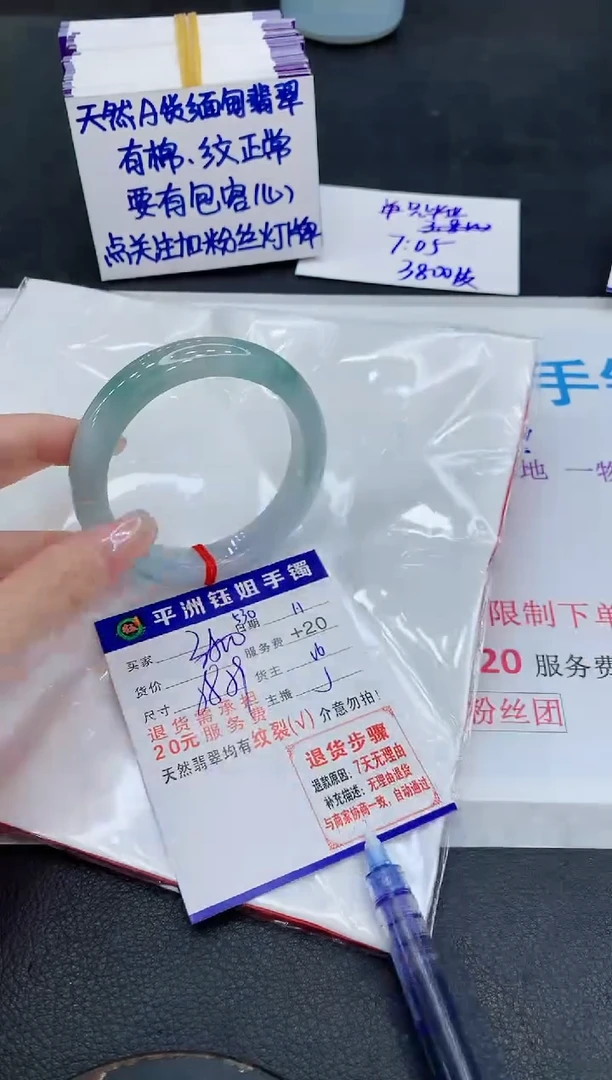 天然A货缅甸翡翠
有棉、纹正常
要有包容(心)
点关注加粉丝灯牌
7:05
3800
手镯
地 一物
限制下单
20 服务费
粉丝团
平洲钰姐手镯
买家 日期 11
货价 3800 服务费 +20
尺寸 货主 主播
退货需承担
20元服务费
天然翡翠均有纹裂(√)介意勿拍!
退货步骤
退款原因:7天无理由
补充描述:无理由退货
与商家协商一致,自动通过